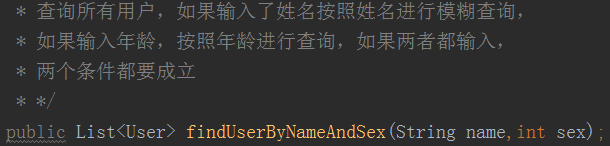 * 查询所有用户，如果输入了姓名按照姓名进行模糊查询，
* 如果输入年龄，按照年龄进行查询，如果两者都输入，
* 两个条件都要成立
* */
public List<User> findUserByNameAndSex(String name,int sex);